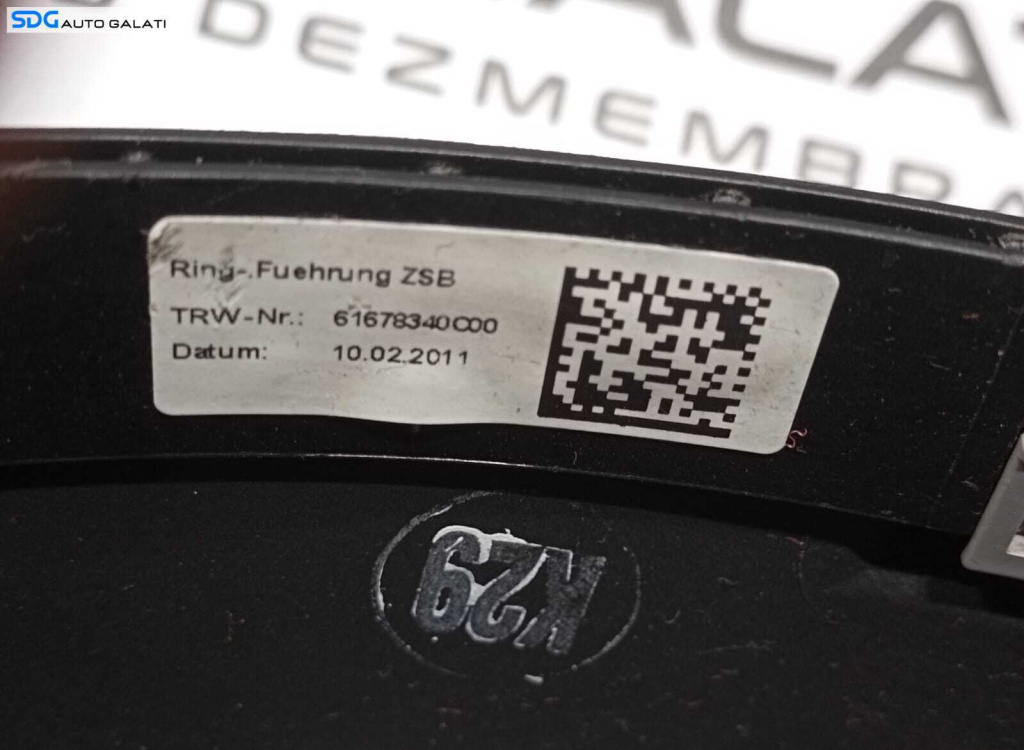 SDG AUTO GALATI
DEZMEMBRA
Ring-.Fuehrung ZSB
TRW-Nr.: 61678340C00
Datum: 10.02.2011
K29